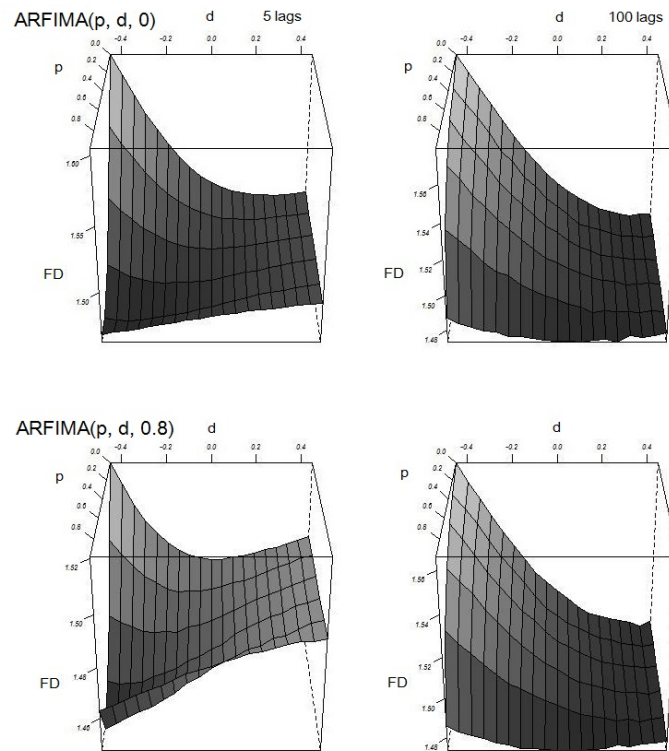 ARFIMA(p, d, 0) d 5 lags d 100 lags
-0.4 -0.2 0.0 0.2 0.4 -0.4 -0.2 0.0 0.2 0.4
p 0.0 0.2 0.4 0.6 0.8 p 0.0 0.2 0.4 0.6 0.8
1.60 1.55 1.50 1.56 1.54 1.52 1.50 1.48
FD FD
ARFIMA(p, d, 0.8) d d
-0.4 -0.2 0.0 0.2 0.4 -0.4 -0.2 0.0 0.2 0.4
p 0.0 0.2 0.4 0.6 0.8 p 0.0 0.2 0.4 0.6 0.8
1.52 1.50 1.48 1.46 1.56 1.54 1.52 1.50 1.48
FD FD